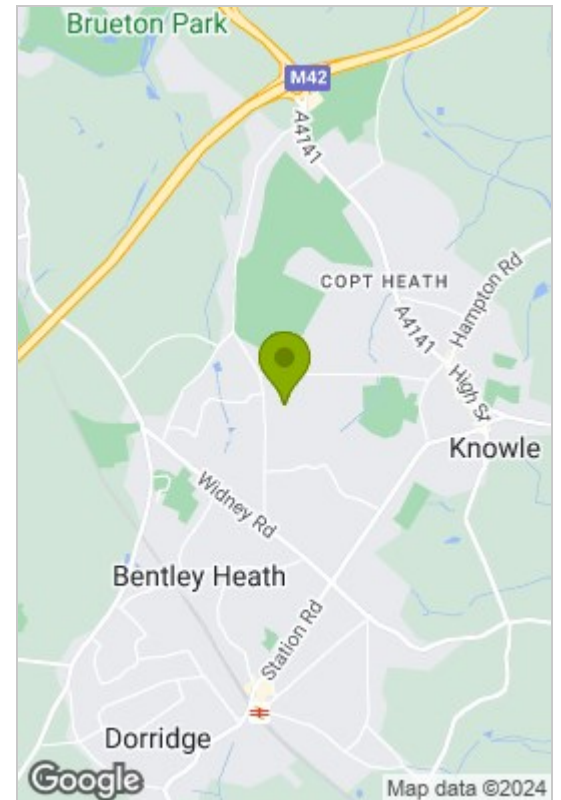 Brueton Park
M42
A4141
COPT HEATH
Hampton Rd
A4141
High St
Knowle
Widney Rd
Bentley Heath
Station Rd
Dorridge
Google
Map data ©2024